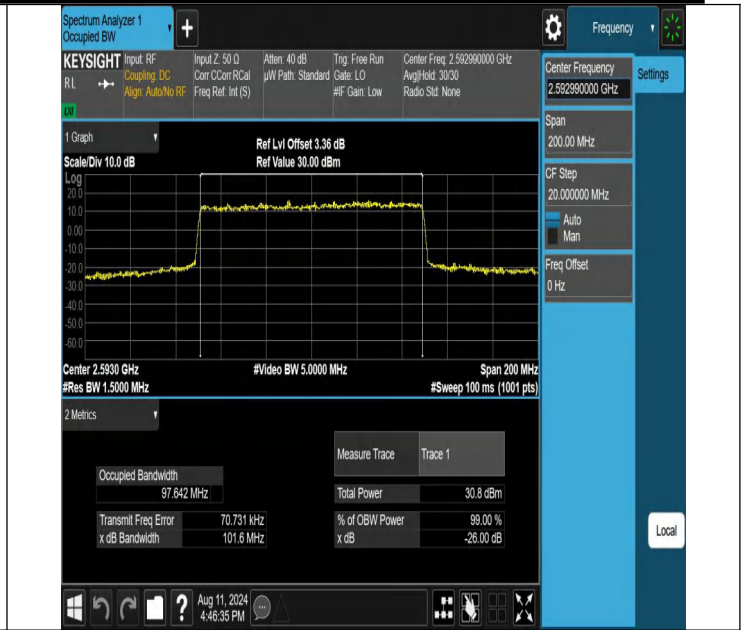 Spectrum Analyzer 1
Occupied BW
Frequency
KEYSIGHT
RL
LXI
Input: RF
Coupling: DC
Align: Auto/No RF
Input Z: 50 Ω
Corr CCorr RCal
Freq Ref: Int (S)
Atten: 40 dB
µW Path: Standard
Trig: Free Run
Gate: LO
#IF Gain: Low
Center Freq: 2.592990000 GHz
Avg|Hold: 30/30
Radio Std: None
Center Frequency
2.592990000 GHz
Settings
Span
200.00 MHz
CF Step
20.000000 MHz
Auto
Man
Freq Offset
0 Hz
Local
1 Graph
Scale/Div 10.0 dB
Ref Lvl Offset 3.36 dB
Ref Value 30.00 dBm
Log
20.0
10.0
0.00
-10.0
-20.0
-30.0
-40.0
-50.0
-60.0
Center 2.5930 GHz
#Video BW 5.0000 MHz
Span 200 MHz
#Res BW 1.5000 MHz
#Sweep 100 ms (1001 pts)
2 Metrics
Measure Trace Trace 1
Occupied Bandwidth
97.642 MHz
Total Power 30.8 dBm
Transmit Freq Error 70.731 kHz
% of OBW Power 99.00 %
x dB Bandwidth 101.6 MHz
x dB -26.00 dB
?
Aug 11, 2024
4:46:35 PM